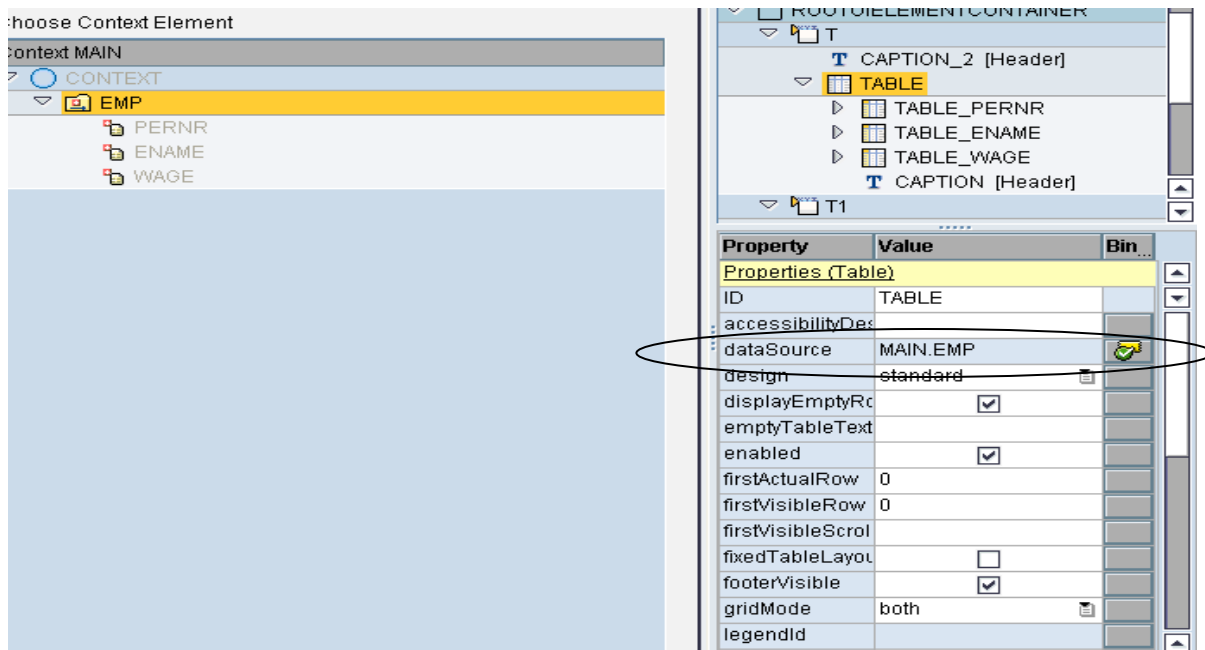 Choose Context Element
Context MAIN
CONTEXT
EMP
PERNR
ENAME
WAGE
ROOTUIELEMENTCONTAINER
T
T CAPTION_2 [Header]
TABLE
TABLE_PERNR
TABLE_ENAME
TABLE_WAGE
T CAPTION [Header]
T1
Property Value Bin...
Properties (Table)
ID TABLE
accessibilityDes
dataSource MAIN.EMP
design standard
displayEmptyRo
emptyTableText
enabled
firstActualRow 0
firstVisibleRow 0
firstVisibleScrol
fixedTableLayou
footerVisible
gridMode both
legendId